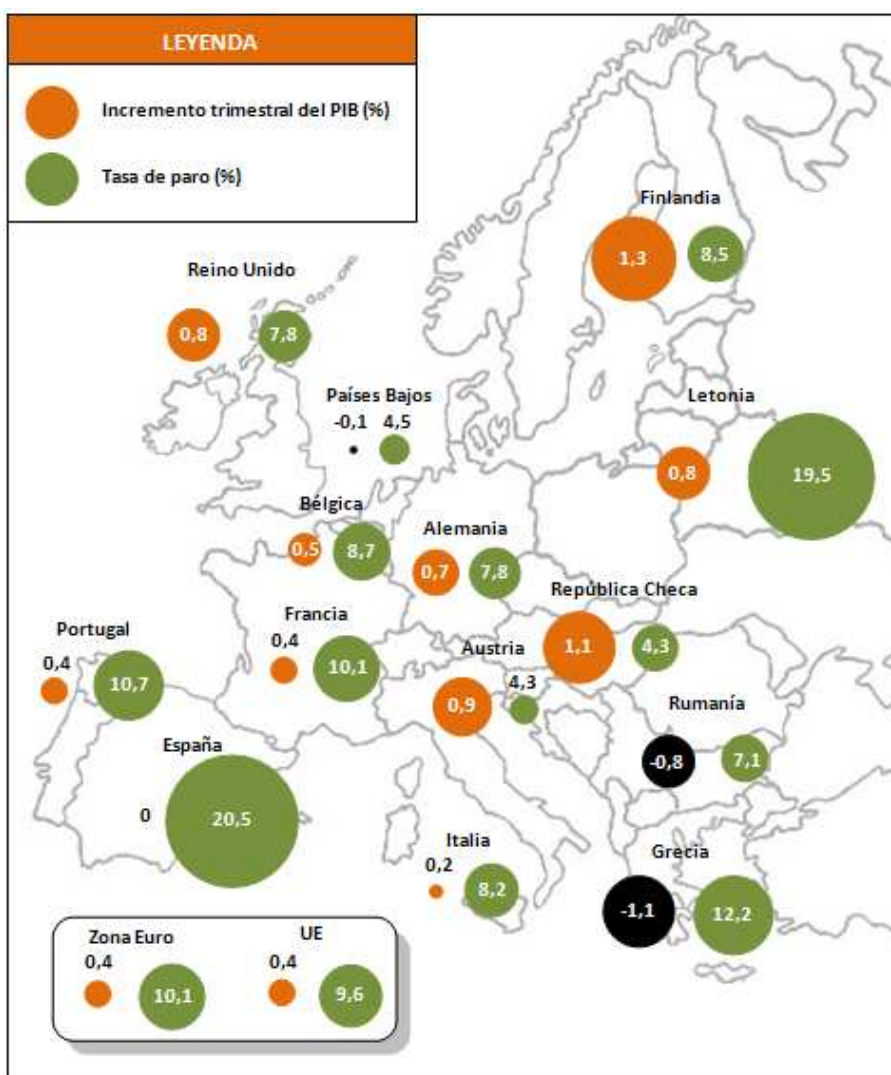 LEYENDA
Incremento trimestral del PIB (%)
Tasa de paro (%)
Finlandia
1,3 8,5
Reino Unido
0,8 7,8
Países Bajos
-0,1 4,5
Letonia
0,8 19,5
Bélgica
0,5 8,7
Alemania
0,7 7,8
República Checa
1,1 4,3
Francia
0,4
10,1
Portugal
0,4
10,7
Austria
4,3
0,9
Rumanía
-0,8 7,1
España
0 20,5
Italia
0,2
8,2
Grecia
-1,1 12,2
Zona Euro
0,4
10,1
UE
0,4
9,6